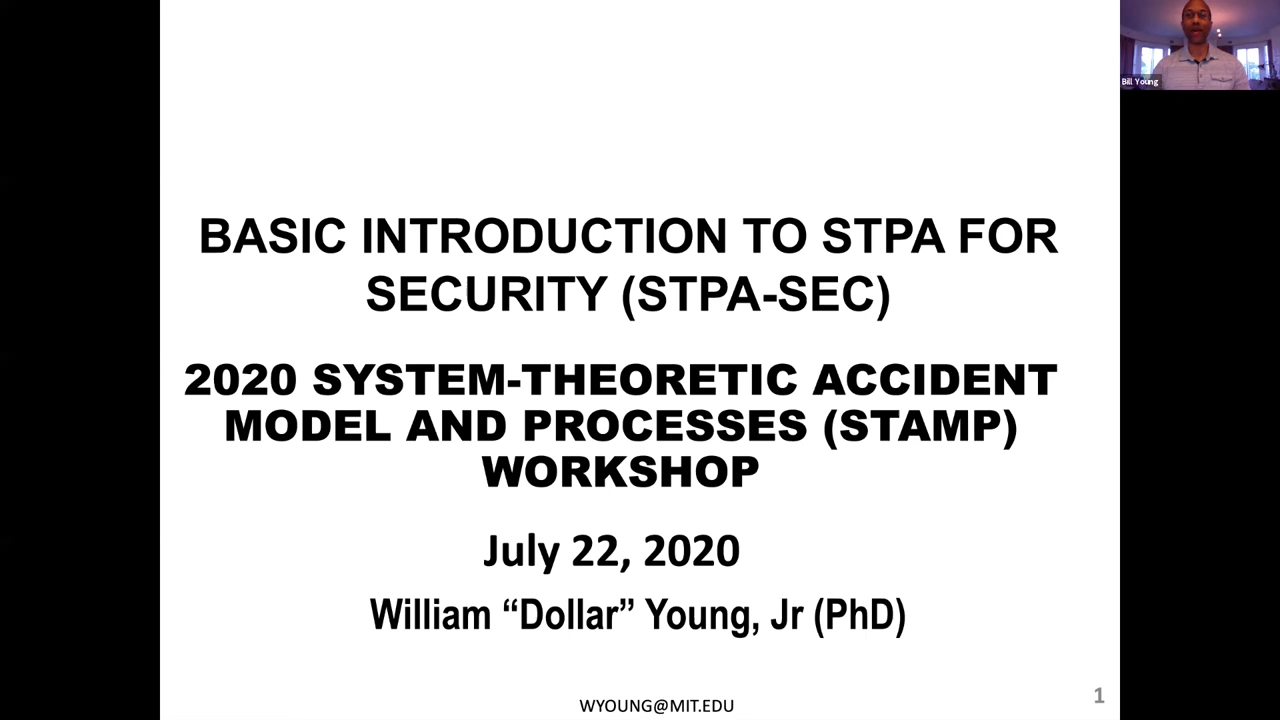 Bill Young
BASIC INTRODUCTION TO STPA FOR
SECURITY (STPA-SEC)
2020 SYSTEM-THEORETIC ACCIDENT
MODEL AND PROCESSES (STAMP)
WORKSHOP
July 22, 2020
William “Dollar” Young, Jr (PhD)
WYOUNG@MIT.EDU
1